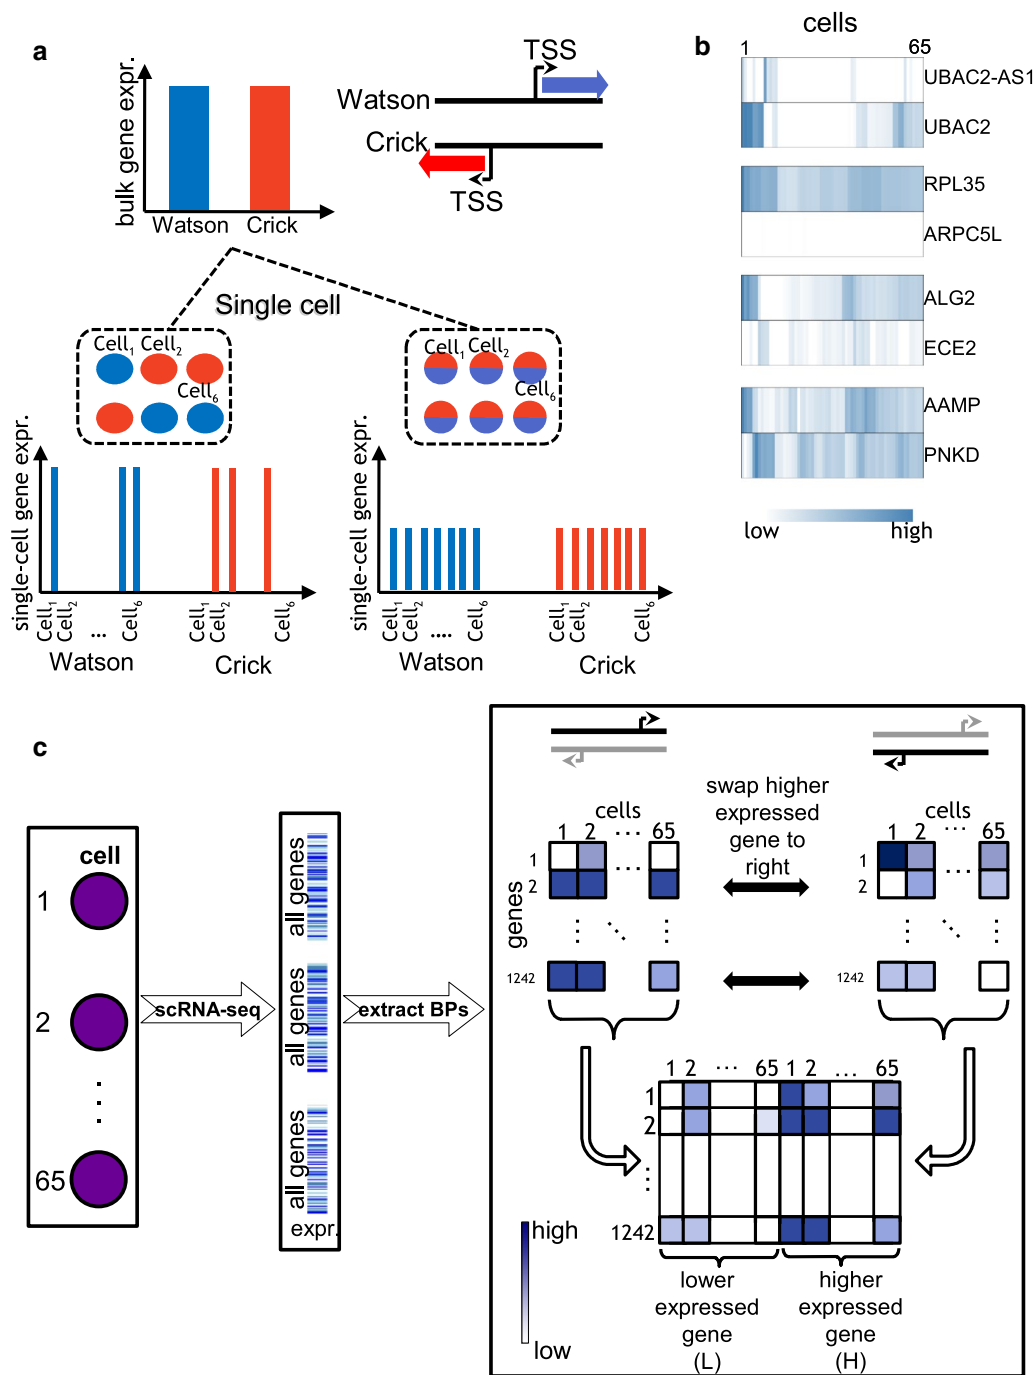 a
bulk gene expr.
Watson
Crick
TSS
Watson
Crick
TSS
Single cell
Cell1
Cell2
Cell6
Cell1
Cell2
Cell6
single-cell gene expr.
Cell1
Cell2
...
Cell6
Cell1
Cell2
Cell6
Watson
Crick
single-cell gene expr.
Cell1
Cell2
....
Cell6
Cell1
Cell2
Cell6
Watson
Crick
b
cells
1
65
UBAC2-AS1
UBAC2
RPL35
ARPC5L
ALG2
ECE2
AAMP
PNKD
low
high
c
cell
1
2
65
scRNA-seq
all genes
all genes
all genes
expr.
extract BPs
cells
1 2 ... 65
1
2
genes
1242
swap higher
expressed
gene to
right
cells
1 2 ... 65
1
2
1242
1 2 ... 65 1 2 ... 65
1
2
1242
high
low
lower
expressed
gene
(L)
higher
expressed
gene
(H)